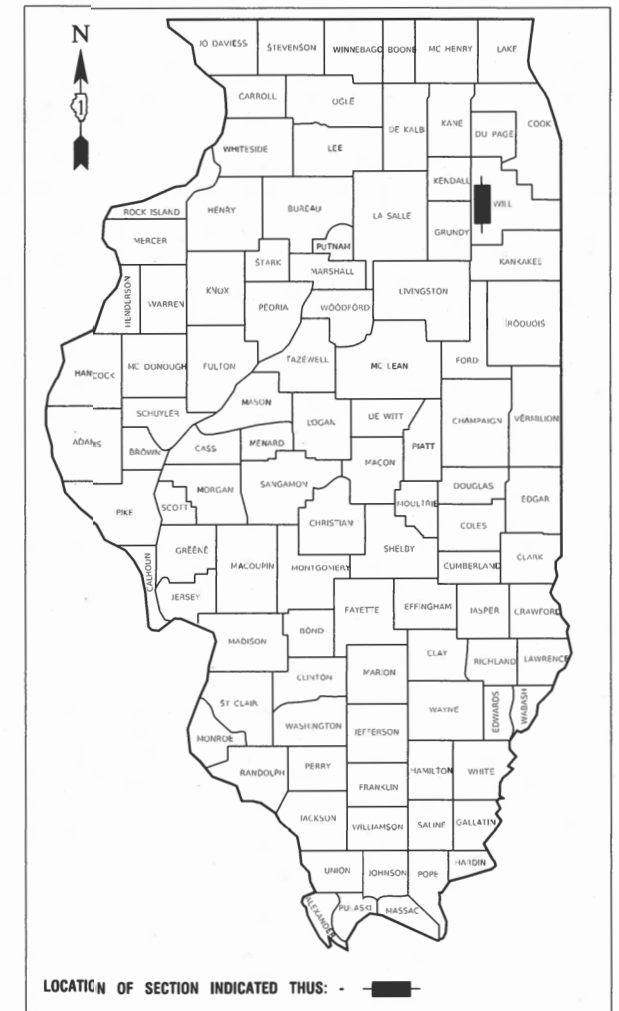 N
1
JO DAVIESS STEVENSON WINNEBAGO BOONE MC HENRY LAKE
CARROLL OGLE DE KALB KANE DU PAGE COOK
WHITESIDE LEE
KENDALL WILL
ROCK ISLAND HENRY BUREAU LA SALLE GRUNDY
MERCER PUTNAM
STARK MARSHALL KANKAKEE
HENDERSON WARREN KNOX PEORIA WOODFORD LIVINGSTON IROQUOIS
HANCOCK MC DONOUGH FULTON TAZEWELL MC LEAN FORD
SCHUYLER MASON LOGAN DE WITT CHAMPAIGN VERMILION
ADAMS BROWN CASS MENARD MACON PIATT
PIKE SCOTT MORGAN SANGAMON MOULTRIE DOUGLAS EDGAR
CHRISTIAN COLES
CALHOUN GREENE MACOUPIN MONTGOMERY SHELBY CUMBERLAND CLARK
JERSEY FAYETTE EFFINGHAM JASPER CRAWFORD
MADISON BOND CLAY RICHLAND LAWRENCE
CLINTON MARION
ST CLAIR WAYNE EDWARDS WABASH
MONROE WASHINGTON JEFFERSON
RANDOLPH PERRY HAMILTON WHITE
FRANKLIN
JACKSON WILLIAMSON SALINE GALLATIN
UNION JOHNSON POPE HARDIN
ALEXANDER PULASKI MASSAC
LOCATION OF SECTION INDICATED THUS: -